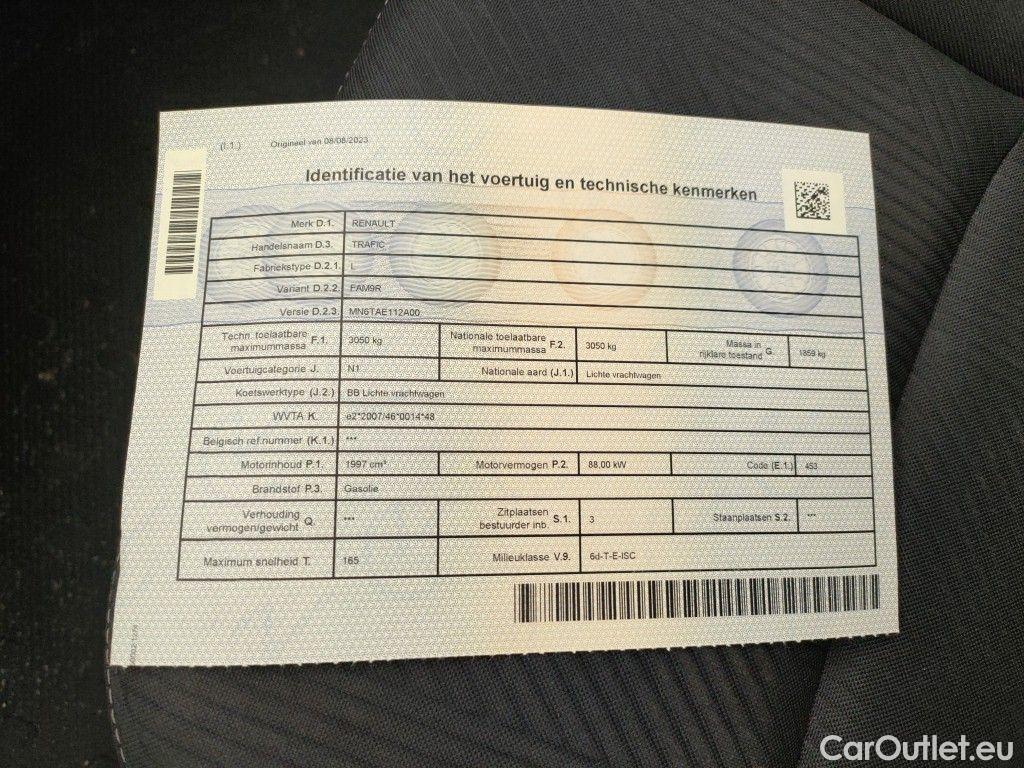 (I.1.) Origineel van 08/08/2023
Identificatie van het voertuig en technische kenmerken
Merk D.1. RENAULT
Handelsnaam D.3. TRAFIC
Fabriekstype D.2.1. L
Variant D.2.2. FAM9R
Versie D.2.3. MN6TAE112A00
Techn. toelaatbare maximummassa F.1. 3050 kg Nationale toelaatbare maximummassa F.2. 3050 kg Massa in rijklare toestand G. 1859 kg
Voertuigcategorie J. N1 Nationale aard (J.1.) Lichte vrachtwagen
Koetswerktype (J.2.) BB Lichte vrachtwagen
WVTA K. e2*2007/46*0014*48
Belgisch ref.nummer (K.1.) ***
Motorinhoud P.1. 1997 cm³ Motorvermogen P.2. 88,00 kW Code (E.1.) 453
Brandstof P.3. Gasolie
Verhouding vermogen/gewicht Q. *** Zitplaatsen bestuurder inb. S.1. 3 Staanplaatsen S.2. ***
Maximum snelheid T. 165 Milieuklasse V.9. 6d-T-E-ISC
CarOutlet.eu